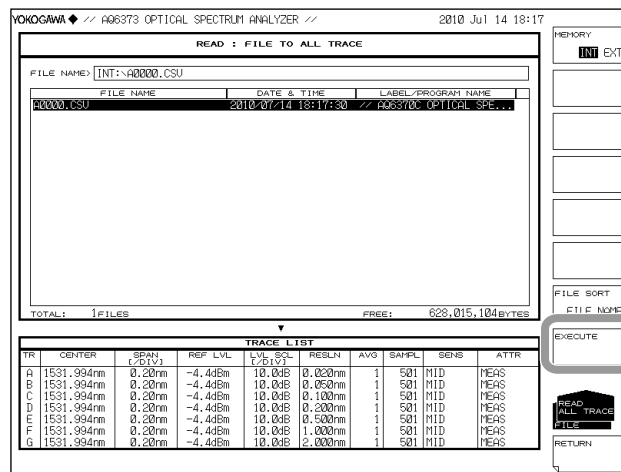 YOKOGAWA ◆ // AQ6373 OPTICAL SPECTRUM ANALYZER // 2010 Jul 14 18:17
READ : FILE TO ALL TRACE
FILE NAME> INT:\A0000.CSV
FILE NAME DATE & TIME LABEL/PROGRAM NAME
A0000.CSV 2010/07/14 18:17:30 // AQ6370C OPTICAL SPE...
TOTAL: 1FILES FREE: 628,015,104BYTES
▼
TRACE LIST
TR CENTER SPAN [/DIV] REF LVL LVL SCL [/DIV] RESLN AVG SAMPL SENS ATTR
A 1531.994nm 0.20nm -4.4dBm 10.0dB 0.020nm 1 501 MID MEAS
B 1531.994nm 0.20nm -4.4dBm 10.0dB 0.050nm 1 501 MID MEAS
C 1531.994nm 0.20nm -4.4dBm 10.0dB 0.100nm 1 501 MID MEAS
D 1531.994nm 0.20nm -4.4dBm 10.0dB 0.200nm 1 501 MID MEAS
E 1531.994nm 0.20nm -4.4dBm 10.0dB 0.500nm 1 501 MID MEAS
F 1531.994nm 0.20nm -4.4dBm 10.0dB 1.000nm 1 501 MID MEAS
G 1531.994nm 0.20nm -4.4dBm 10.0dB 2.000nm 1 501 MID MEAS
MEMORY
INT EXT
FILE SORT
FILE NAME
EXECUTE
READ
ALL TRACE
FILE
RETURN